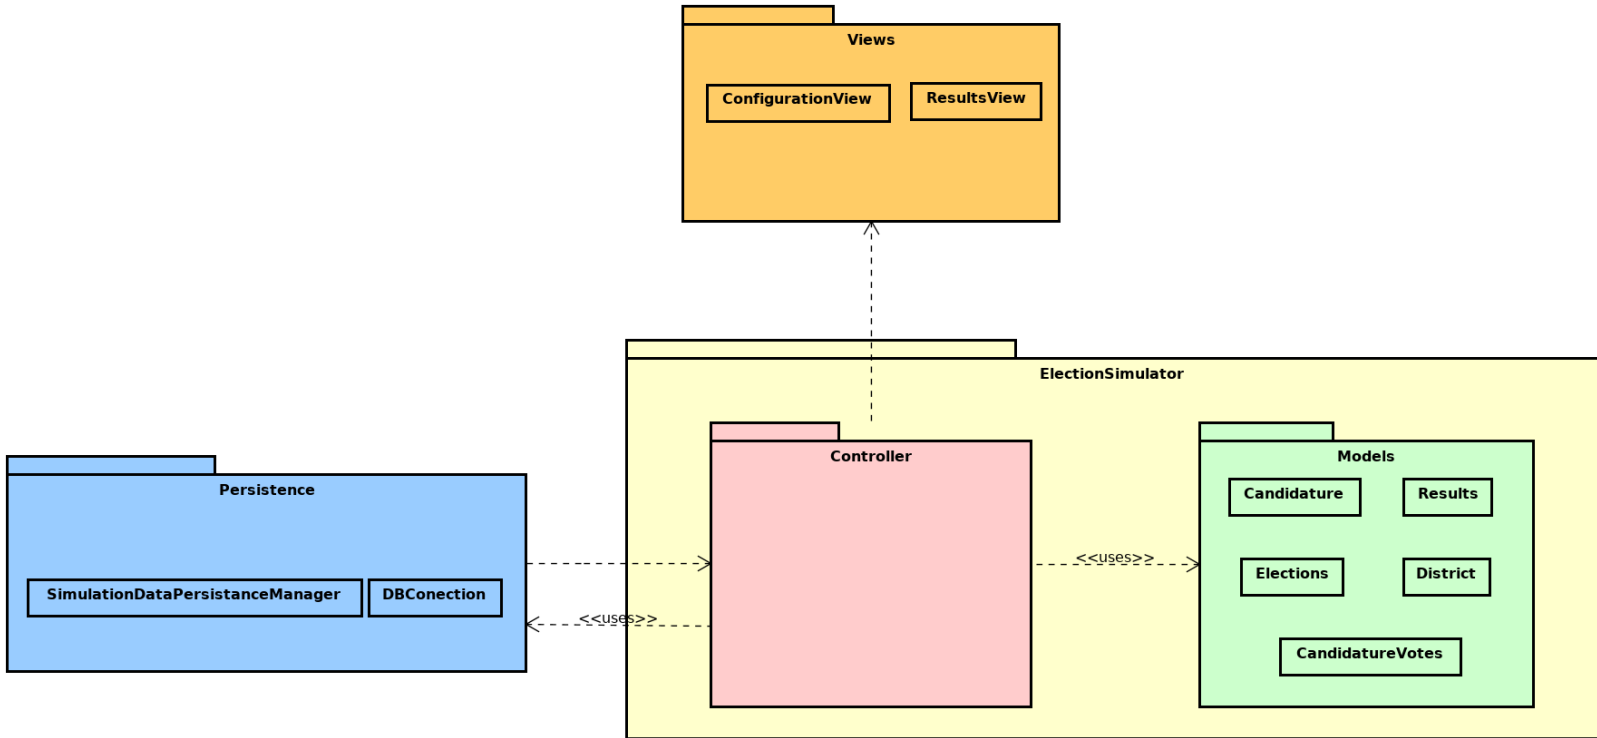 Views
ConfigurationView
ResultsView
ElectionSimulator
Controller
Models
Candidature
Results
Persistence
<<uses>>
Elections
District
SimulationDataPersistanceManager
DBConection
<<uses>>
CandidatureVotes